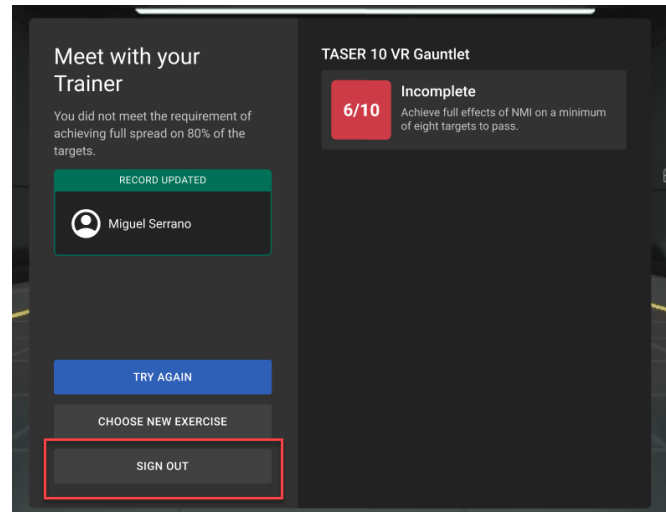 Meet with your
Trainer
You did not meet the requirement of
achieving full spread on 80% of the
targets.
RECORD UPDATED
Miguel Serrano
TRY AGAIN
CHOOSE NEW EXERCISE
SIGN OUT
TASER 10 VR Gauntlet
6/10
Incomplete
Achieve full effects of NMI on a minimum
of eight targets to pass.